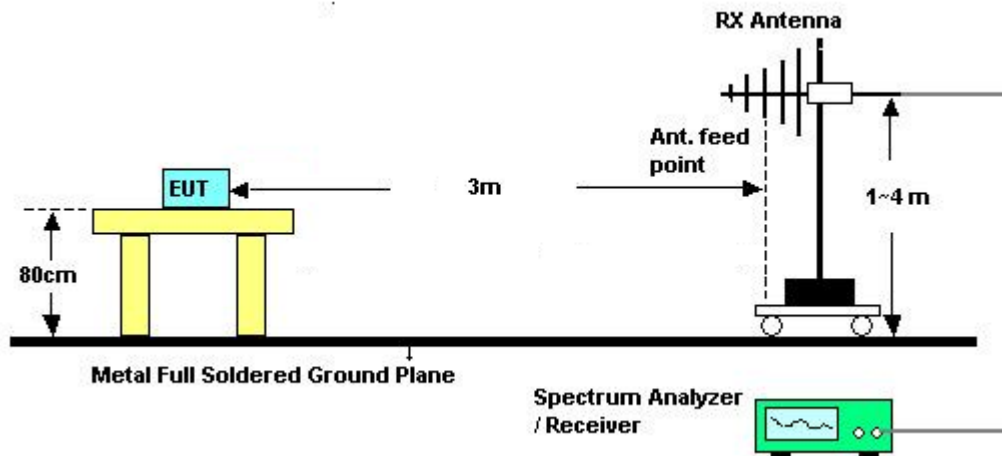 RX Antenna
Ant. feed
point
EUT
3m
1~4 m
80cm
Metal Full Soldered Ground Plane
Spectrum Analyzer
/ Receiver